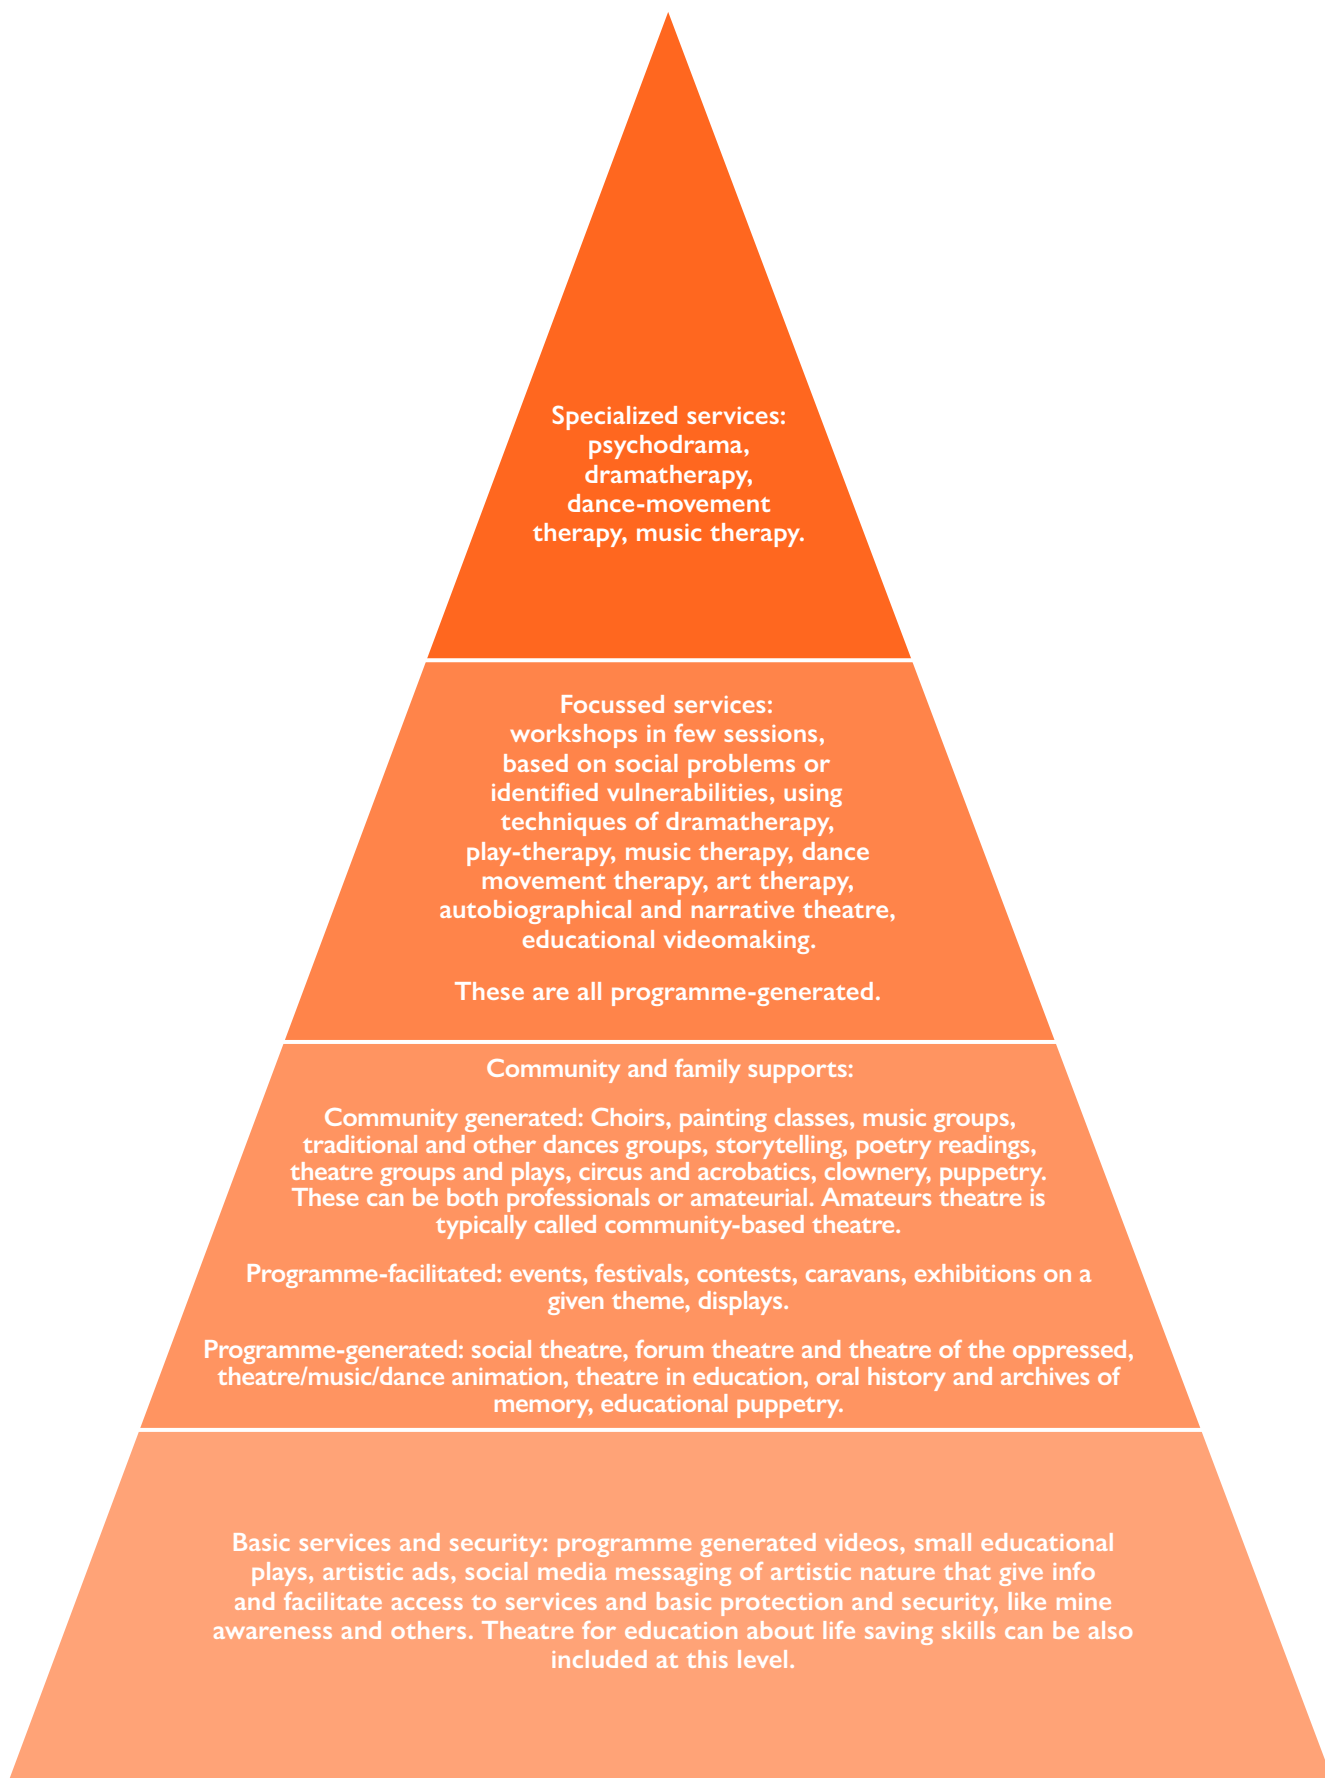 Specialized services:
psychodrama,
dramatherapy,
dance-movement
therapy, music therapy.
Focussed services:
workshops in few sessions,
based on social problems or
identified vulnerabilities, using
techniques of dramatherapy,
play-therapy, music therapy, dance
movement therapy, art therapy,
autobiographical and narrative theatre,
educational videomaking.
These are all programme-generated.
Community and family supports:
Community generated: Choirs, painting classes, music groups,
traditional and other dances groups, storytelling, poetry readings,
theatre groups and plays, circus and acrobatics, clownery, puppetry.
These can be both professionals or amateurial. Amateurs theatre is
typically called community-based theatre.
Programme-facilitated: events, festivals, contests, caravans, exhibitions on a
given theme, displays.
Programme-generated: social theatre, forum theatre and theatre of the oppressed,
theatre/music/dance animation, theatre in education, oral history and archives of
memory, educational puppetry.
Basic services and security: programme generated videos, small educational
plays, artistic ads, social media messaging of artistic nature that give info
and facilitate access to services and basic protection and security, like mine
awareness and others. Theatre for education about life saving skills can be also
included at this level.